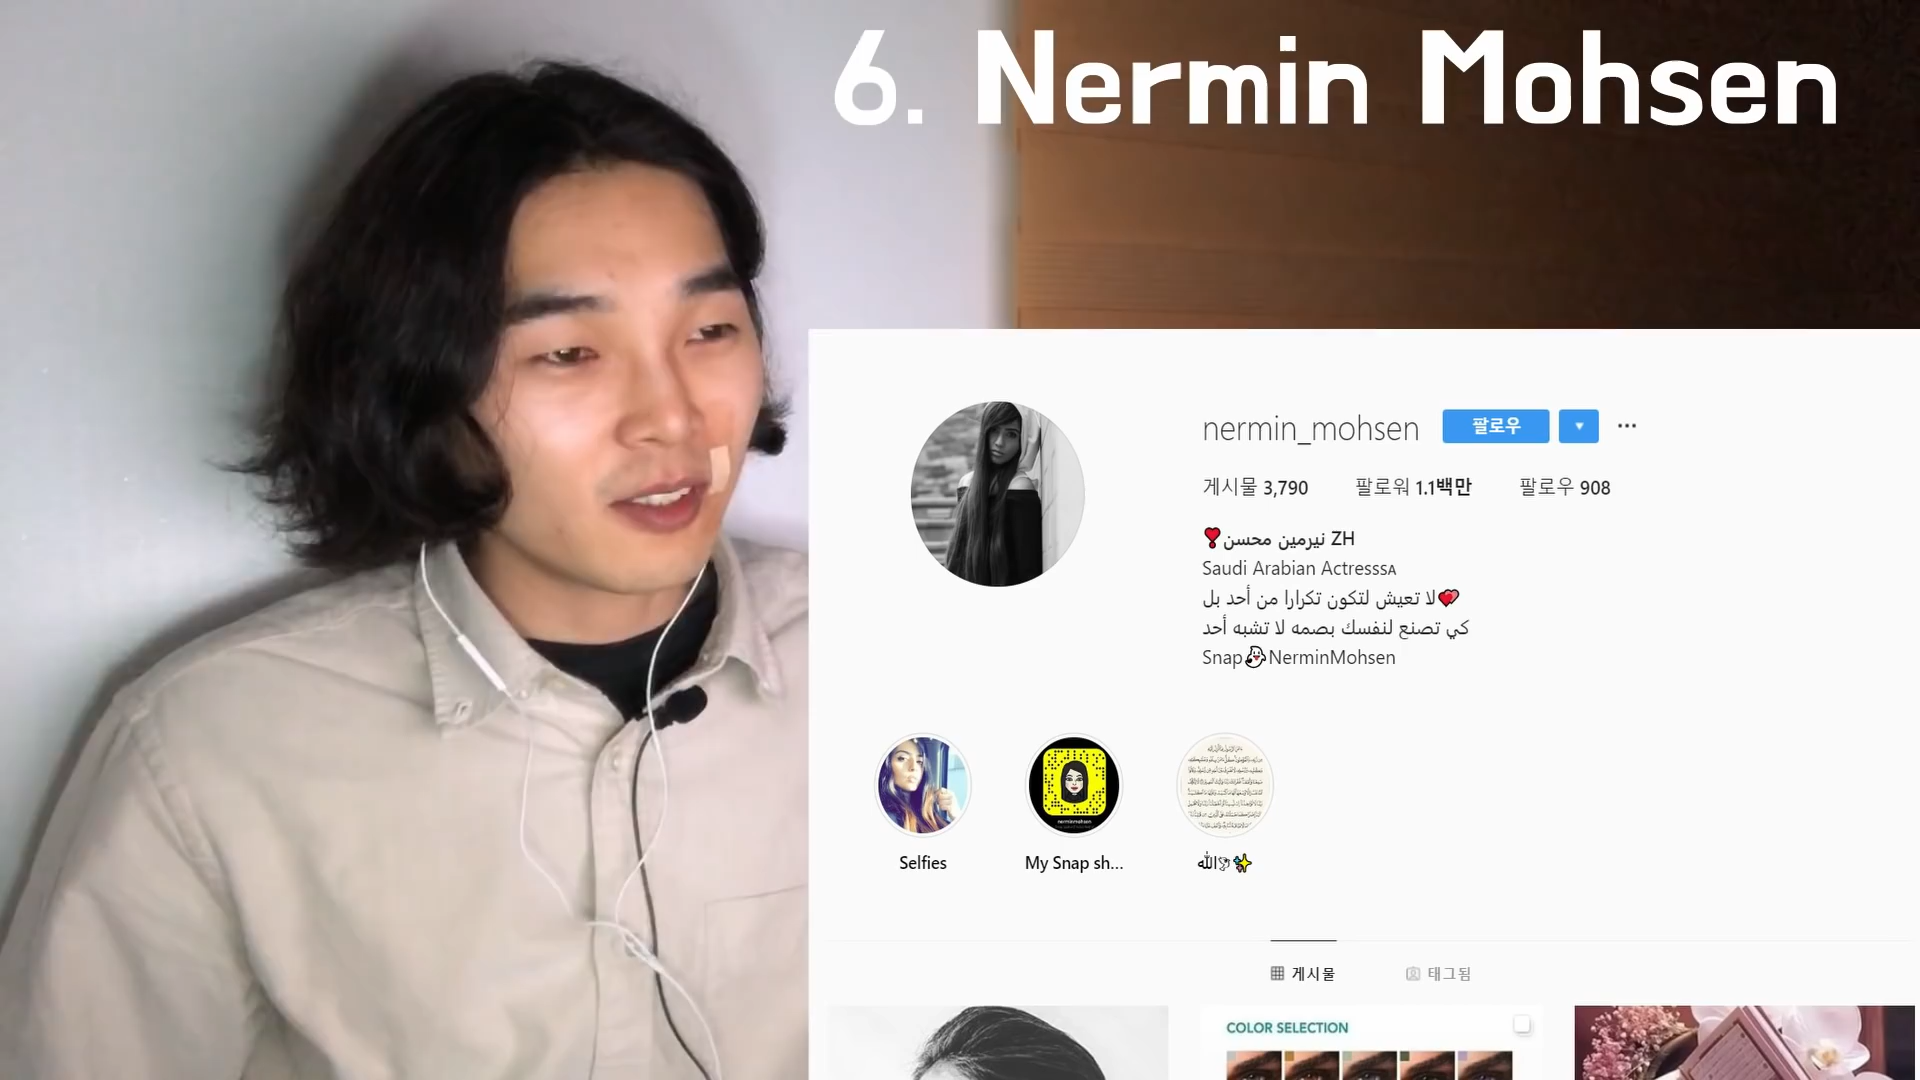 6. Nermin Mohsen
nermin_mohsen 팔로우
게시물 3,790 팔로워 1.1백만 팔로우 908
❣️نيرمين محسن ZH
Saudi Arabian Actresssᴀ
💕لا تعيش لتكون تكرارا من أحد بل
كي تصنع لنفسك بصمه لا تشبه أحد
Snap👻NerminMohsen
Selfies My Snap sh... الله🕊✨
게시물 태그됨
COLOR SELECTION